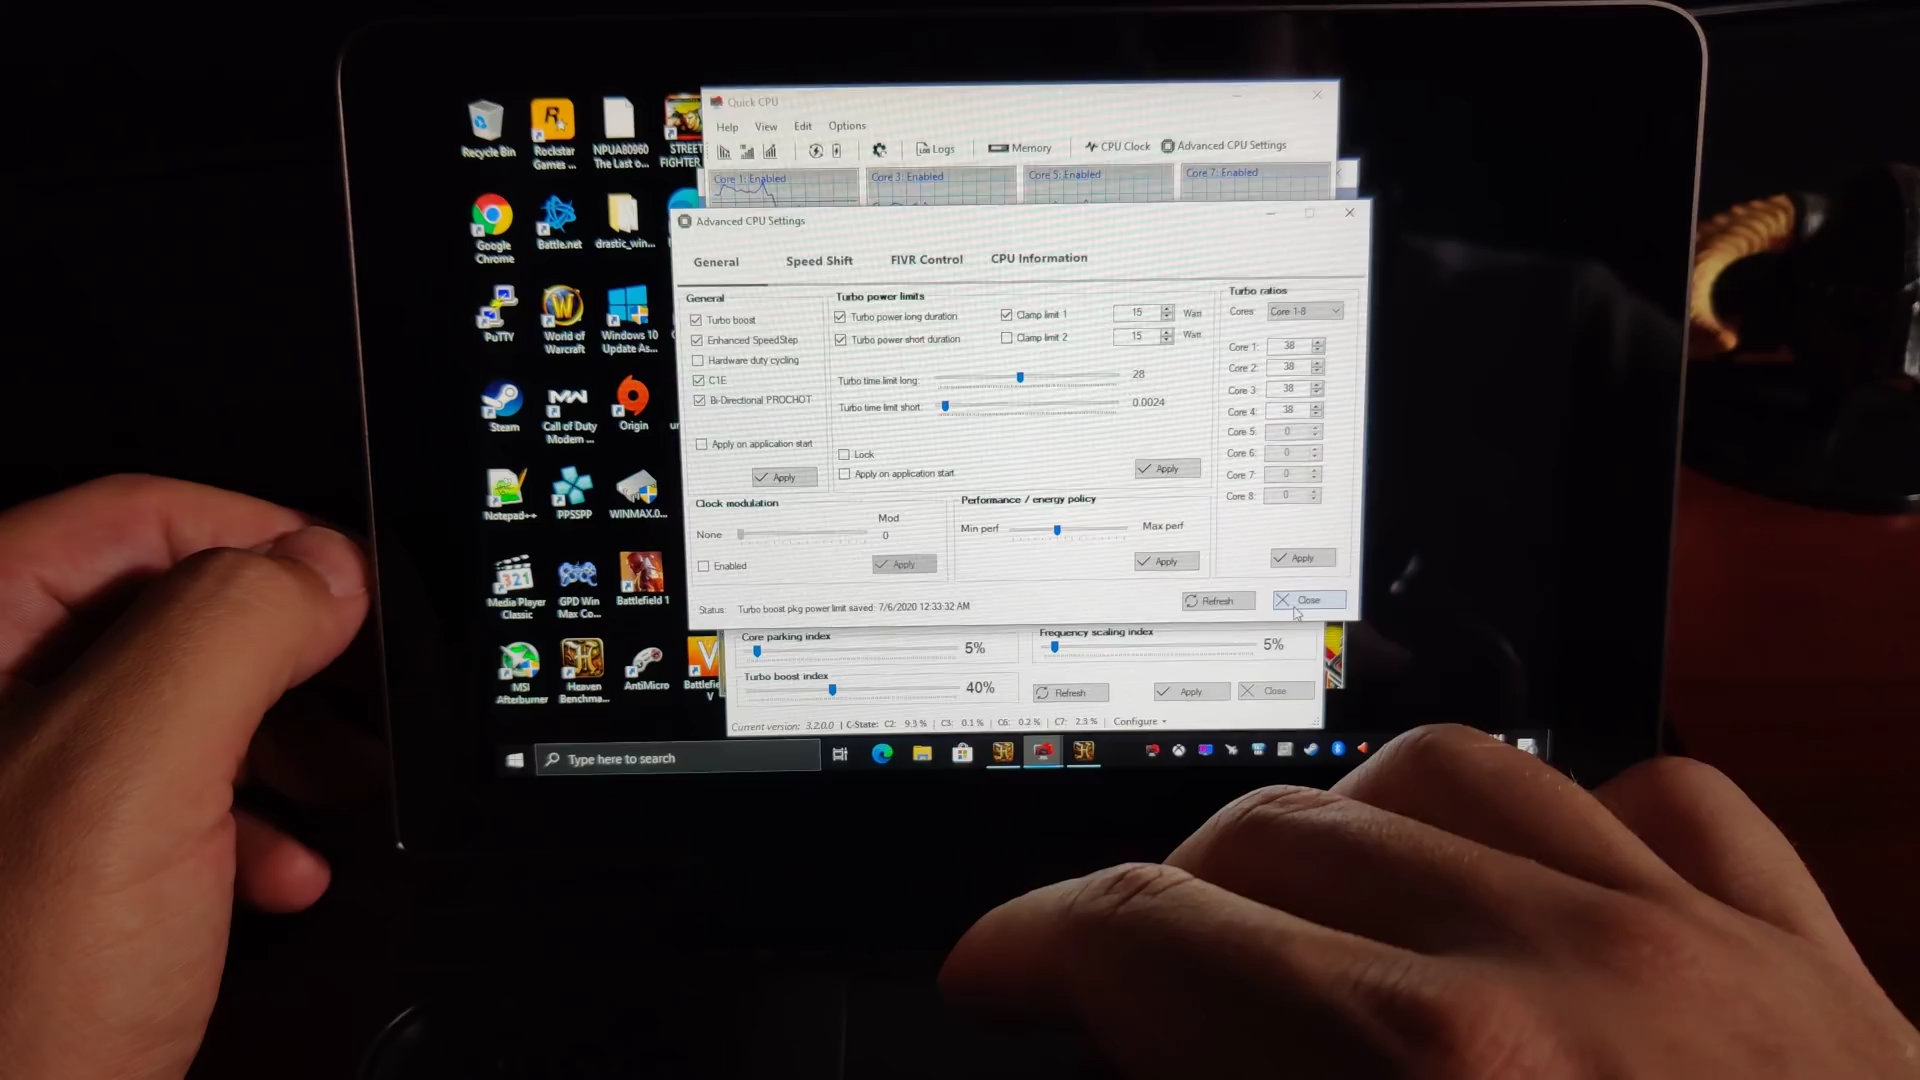 Recycle Bin
Rockstar
Games ...
NPUA80960
The Last o...
STREET
FIGHTER
Google
Chrome
Battle.net
drastic_win...
PuTTY
World of
Warcraft
Windows 10
Update As...
Steam
Call of Duty
Modern ...
Origin
Notepad++
PPSSPP
WINMAX.0...
321
Media Player
Classic
GPD Win
Max Co...
Battlefield 1
MSI
Afterburner
Heaven
Benchma...
AntiMicro
Battlefie
V
Quick CPU
Help View Edit Options
Logs Memory CPU Clock Advanced CPU Settings
Core 1: Enabled Core 3: Enabled Core 5: Enabled Core 7: Enabled
Advanced CPU Settings
General Speed Shift FIVR Control CPU Information
General
Turbo boost
Enhanced SpeedStep
Hardware duty cycling
C1E
Bi-Directional PROCHOT
Apply on application start
Apply
Turbo power limits
Turbo power long duration Clamp limit 1 15 Watt
Turbo power short duration Clamp limit 2 15 Watt
Turbo time limit long: 28
Turbo time limit short: 0.0024
Lock
Apply on application start
Apply
Turbo ratios
Cores: Core 1-8
Core 1: 38
Core 2: 38
Core 3: 38
Core 4: 38
Core 5: 0
Core 6: 0
Core 7: 0
Core 8: 0
Apply
Clock modulation
Mod
None 0
Enabled Apply
Performance / energy policy
Min perf Max perf
Apply
Status: Turbo boost pkg power limit saved: 7/6/2020 12:33:32 AM
Refresh Close
Core parking index
5%
Frequency scaling index
5%
Turbo boost index
40%
Refresh Apply Close
Current version: 3.2.0.0 | C-State: C2: 9.3 % | C3: 0.1 % | C6: 0.2 % | C7: 2.3 % | Configure
Type here to search